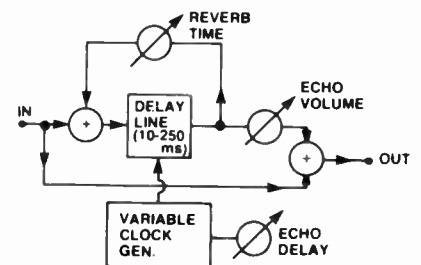 REVERB
TIME
ECHO
VOLUME
IN
+
DELAY
LINE
(10-250
ms)
+
OUT
VARIABLE
CLOCK
GEN.
ECHO
DELAY